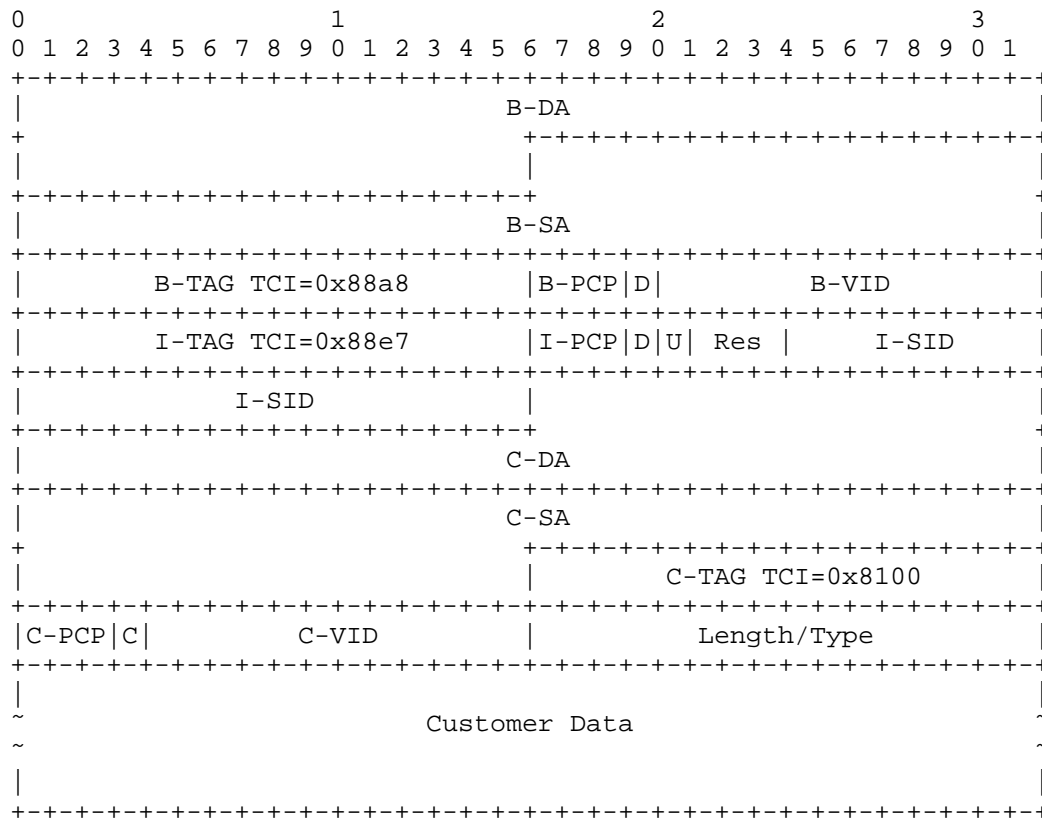 0                   1                   2                   3
0 1 2 3 4 5 6 7 8 9 0 1 2 3 4 5 6 7 8 9 0 1 2 3 4 5 6 7 8 9 0 1
+-+-+-+-+-+-+-+-+-+-+-+-+-+-+-+-+-+-+-+-+-+-+-+-+-+-+-+-+-+-+-+-+
|                              B-DA                             |
+                               +-+-+-+-+-+-+-+-+-+-+-+-+-+-+-+-+
|                               |                               |
+-+-+-+-+-+-+-+-+-+-+-+-+-+-+-+-+                               +
|                              B-SA                             |
+-+-+-+-+-+-+-+-+-+-+-+-+-+-+-+-+-+-+-+-+-+-+-+-+-+-+-+-+-+-+-+-+
|        B-TAG TCI=0x88a8       |B-PCP|D|         B-VID         |
+-+-+-+-+-+-+-+-+-+-+-+-+-+-+-+-+-+-+-+-+-+-+-+-+-+-+-+-+-+-+-+-+
|        I-TAG TCI=0x88e7       |I-PCP|D|U| Res |     I-SID     |
+-+-+-+-+-+-+-+-+-+-+-+-+-+-+-+-+-+-+-+-+-+-+-+-+-+-+-+-+-+-+-+-+
|             I-SID             |                               |
+-+-+-+-+-+-+-+-+-+-+-+-+-+-+-+-+                               +
|                              C-DA                             |
+-+-+-+-+-+-+-+-+-+-+-+-+-+-+-+-+-+-+-+-+-+-+-+-+-+-+-+-+-+-+-+-+
|                              C-SA                             |
+                               +-+-+-+-+-+-+-+-+-+-+-+-+-+-+-+-+
|                               |        C-TAG TCI=0x8100       |
+-+-+-+-+-+-+-+-+-+-+-+-+-+-+-+-+-+-+-+-+-+-+-+-+-+-+-+-+-+-+-+-+
|C-PCP|C|         C-VID         |          Length/Type          |
+-+-+-+-+-+-+-+-+-+-+-+-+-+-+-+-+-+-+-+-+-+-+-+-+-+-+-+-+-+-+-+-+
|                                                               |
~                         Customer Data                         ~
~                                                               ~
|                                                               |
+-+-+-+-+-+-+-+-+-+-+-+-+-+-+-+-+-+-+-+-+-+-+-+-+-+-+-+-+-+-+-+-+